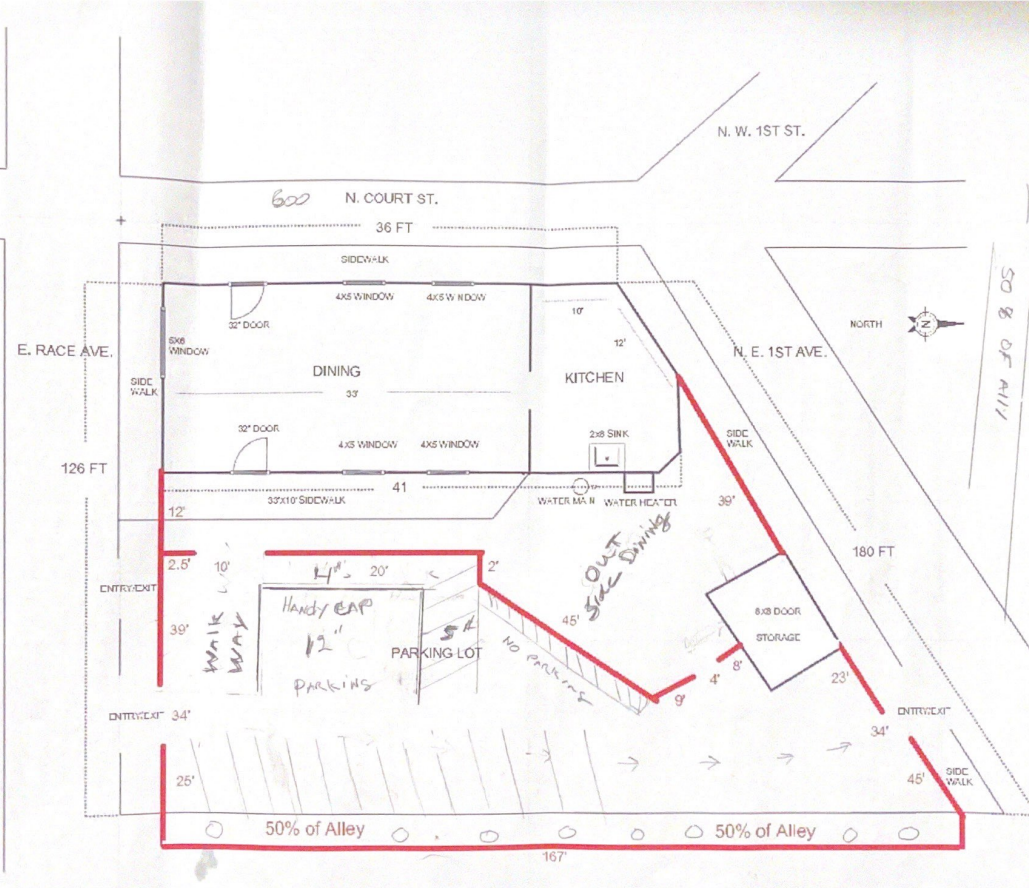 N. W. 1ST ST.
600 N. COURT ST.
36 FT
SIDEWALK
4X5 WINDOW
4X5 WINDOW
32" DOOR
10'
12'
NORTH
N
50 % OF Ally
E. RACE AVE.
6X6
WINDOW
SIDE
WALK
DINING
33'
KITCHEN
N. E. 1ST AVE.
32" DOOR
4X5 WINDOW
4X5 WINDOW
2x8 SINK
SIDE
WALK
126 FT
41
33'X10' SIDEWALK
WATER MAIN
WATER HEATER
12'
39'
180 FT
2.5'
10'
20'
2'
OUT
Side Dining
ENTRY/EXIT
WAlk
WAY
HANDY CAP
12"
PARKING
PARKING LOT
NO PARKING
45'
39'
8X8 DOOR
STORAGE
8'
4'
9'
23'
ENTRY/EXIT
34'
ENTRY/EXIT
34'
25'
45'
SIDE
WALK
50% of Alley
50% of Alley
167'